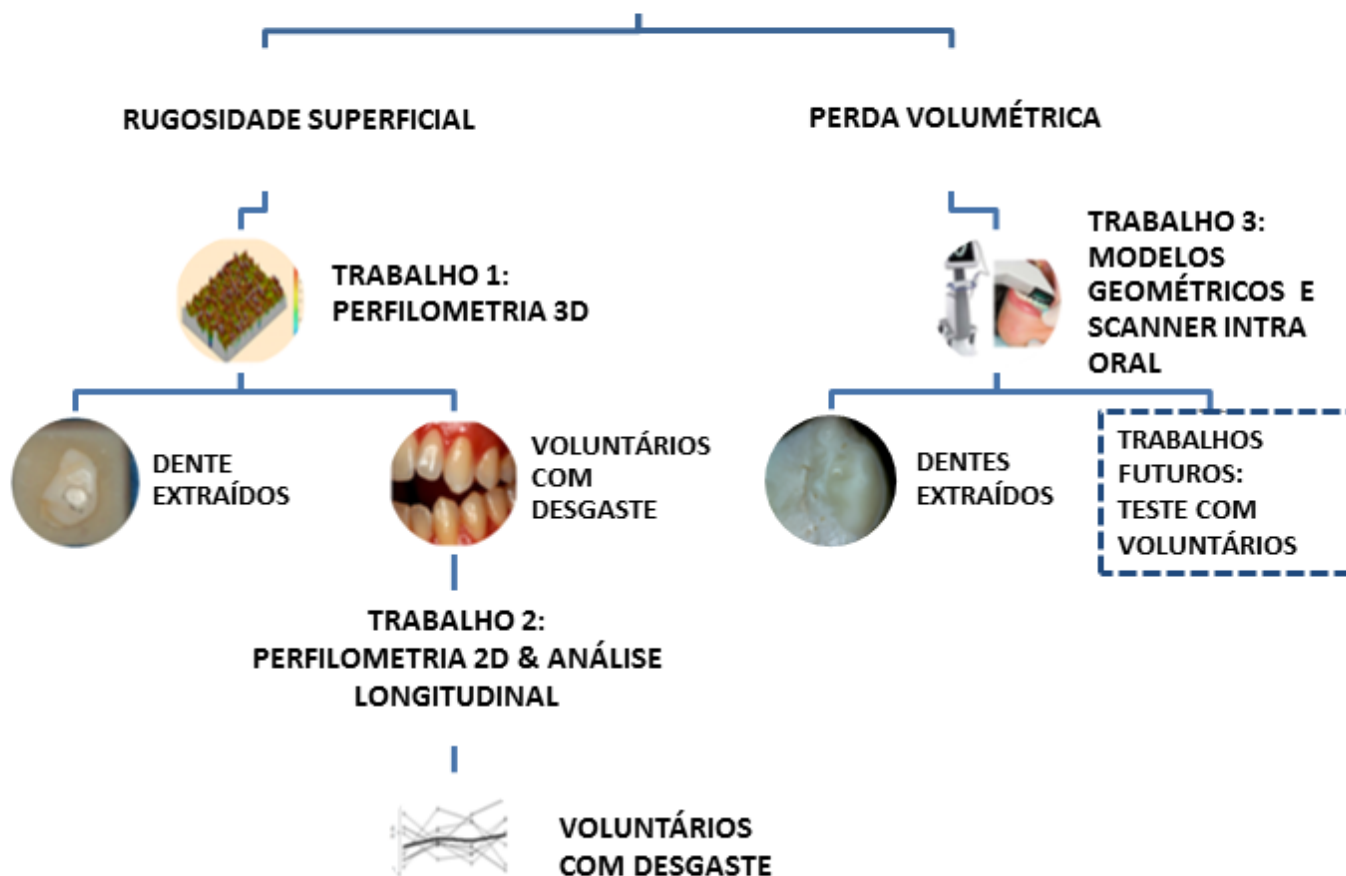 RUGOSIDADE SUPERFICIAL
PERDA VOLUMÉTRICA
TRABALHO 1:
PERFILOMETRIA 3D
TRABALHO 3:
MODELOS
GEOMÉTRICOS E
SCANNER INTRA
ORAL
DENTE
EXTRAÍDOS
VOLUNTÁRIOS
COM
DESGASTE
DENTES
EXTRAÍDOS
TRABALHOS
FUTUROS:
TESTE COM
VOLUNTÁRIOS
TRABALHO 2:
PERFILOMETRIA 2D & ANÁLISE
LONGITUDINAL
VOLUNTÁRIOS
COM DESGASTE